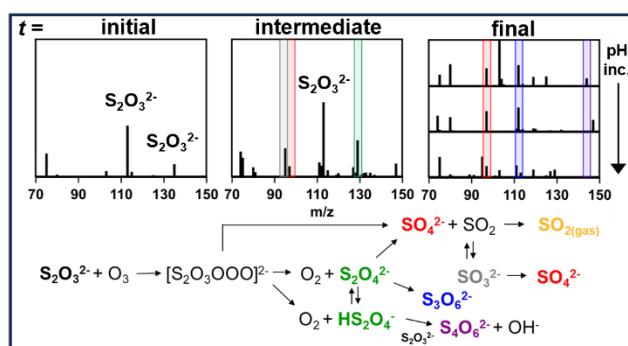 t = initial intermediate final
S₂O₃²⁻
S₂O₃²⁻
S₂O₃²⁻
pH
inc.
70 90 110 130 150 70 90 110 130 150 70 90 110 130 150
m/z
SO₄²⁻ + SO₂ → SO₂(gas)
S₂O₃²⁻ + O₃ → [S₂O₃OOO]²⁻ → O₂ + S₂O₄²⁻
SO₃²⁻ → SO₄²⁻
S₃O₆²⁻
O₂ + HS₂O₄⁻
S₂O₃²⁻
S₄O₆²⁻ + OH⁻